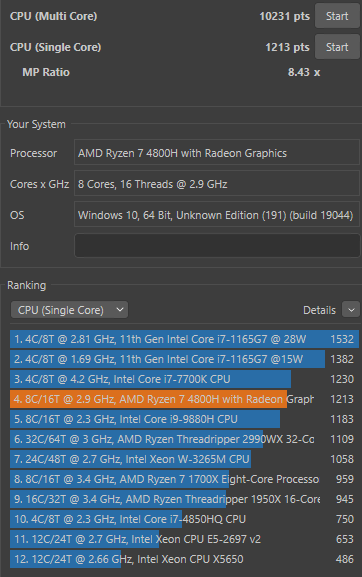 CPU (Multi Core) 10231 pts Start
CPU (Single Core) 1213 pts Start
MP Ratio 8.43 x
Your System
Processor AMD Ryzen 7 4800H with Radeon Graphics
Cores x GHz 8 Cores, 16 Threads @ 2.9 GHz
OS Windows 10, 64 Bit, Unknown Edition (191) (build 19044)
Info
Ranking
CPU (Single Core) Details
1. 4C/8T @ 2.81 GHz, 11th Gen Intel Core i7-1165G7 @ 28W 1532
2. 4C/8T @ 1.69 GHz, 11th Gen Intel Core i7-1165G7 @15W 1382
3. 4C/8T @ 4.2 GHz, Intel Core i7-7700K CPU 1230
4. 8C/16T @ 2.9 GHz, AMD Ryzen 7 4800H with Radeon Graph 1213
5. 8C/16T @ 2.3 GHz, Intel Core i9-9880H CPU 1183
6. 32C/64T @ 3 GHz, AMD Ryzen Threadripper 2990WX 32-Co 1109
7. 24C/48T @ 2.7 GHz, Intel Xeon W-3265M CPU 1058
8. 8C/16T @ 3.4 GHz, AMD Ryzen 7 1700X Eight-Core Processo 959
9. 16C/32T @ 3.4 GHz, AMD Ryzen Threadripper 1950X 16-Core 945
10. 4C/8T @ 2.3 GHz, Intel Core i7-4850HQ CPU 750
11. 12C/24T @ 2.7 GHz, Intel Xeon CPU E5-2697 v2 653
12. 12C/24T @ 2.66 GHz, Intel Xeon CPU X5650 486